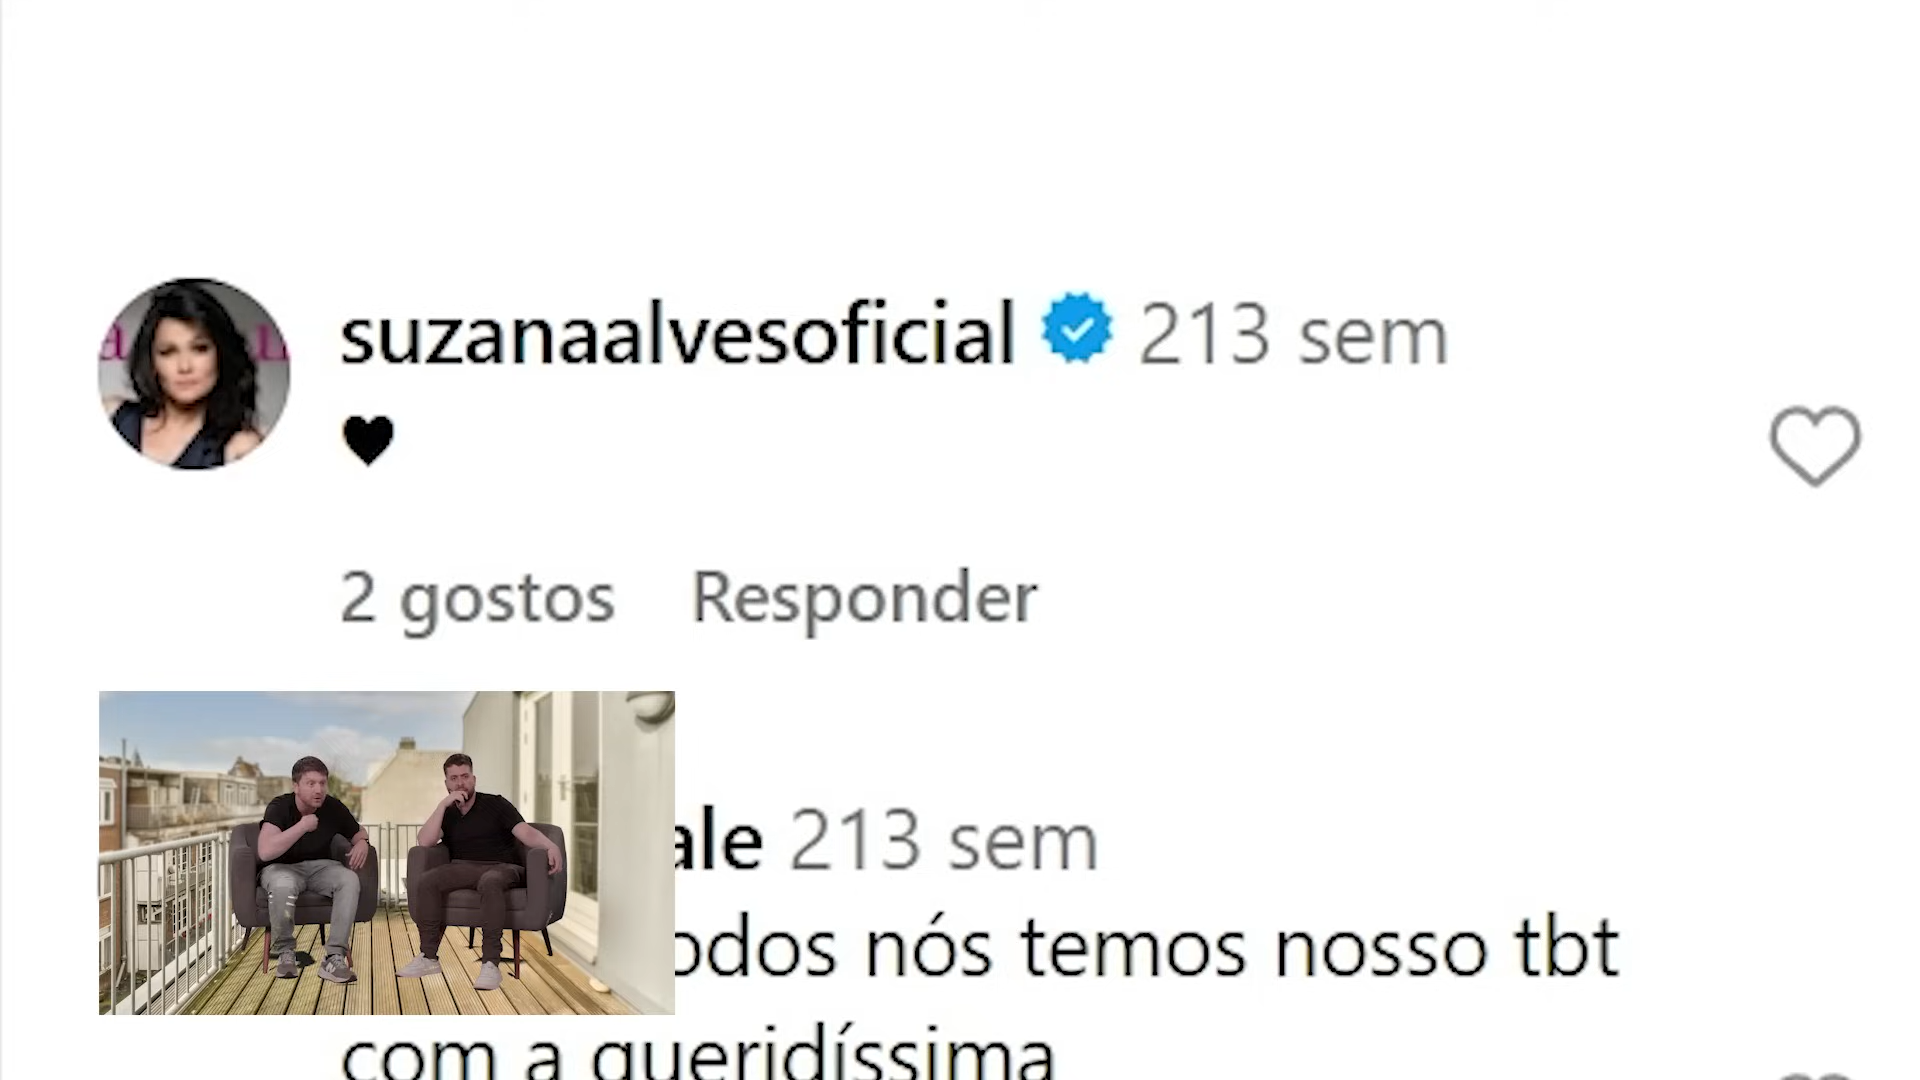 suzanaalvesoficial 213 sem
♥
2 gostos Responder
ale 213 sem
odos nós temos nosso tbt
com a queridíssima